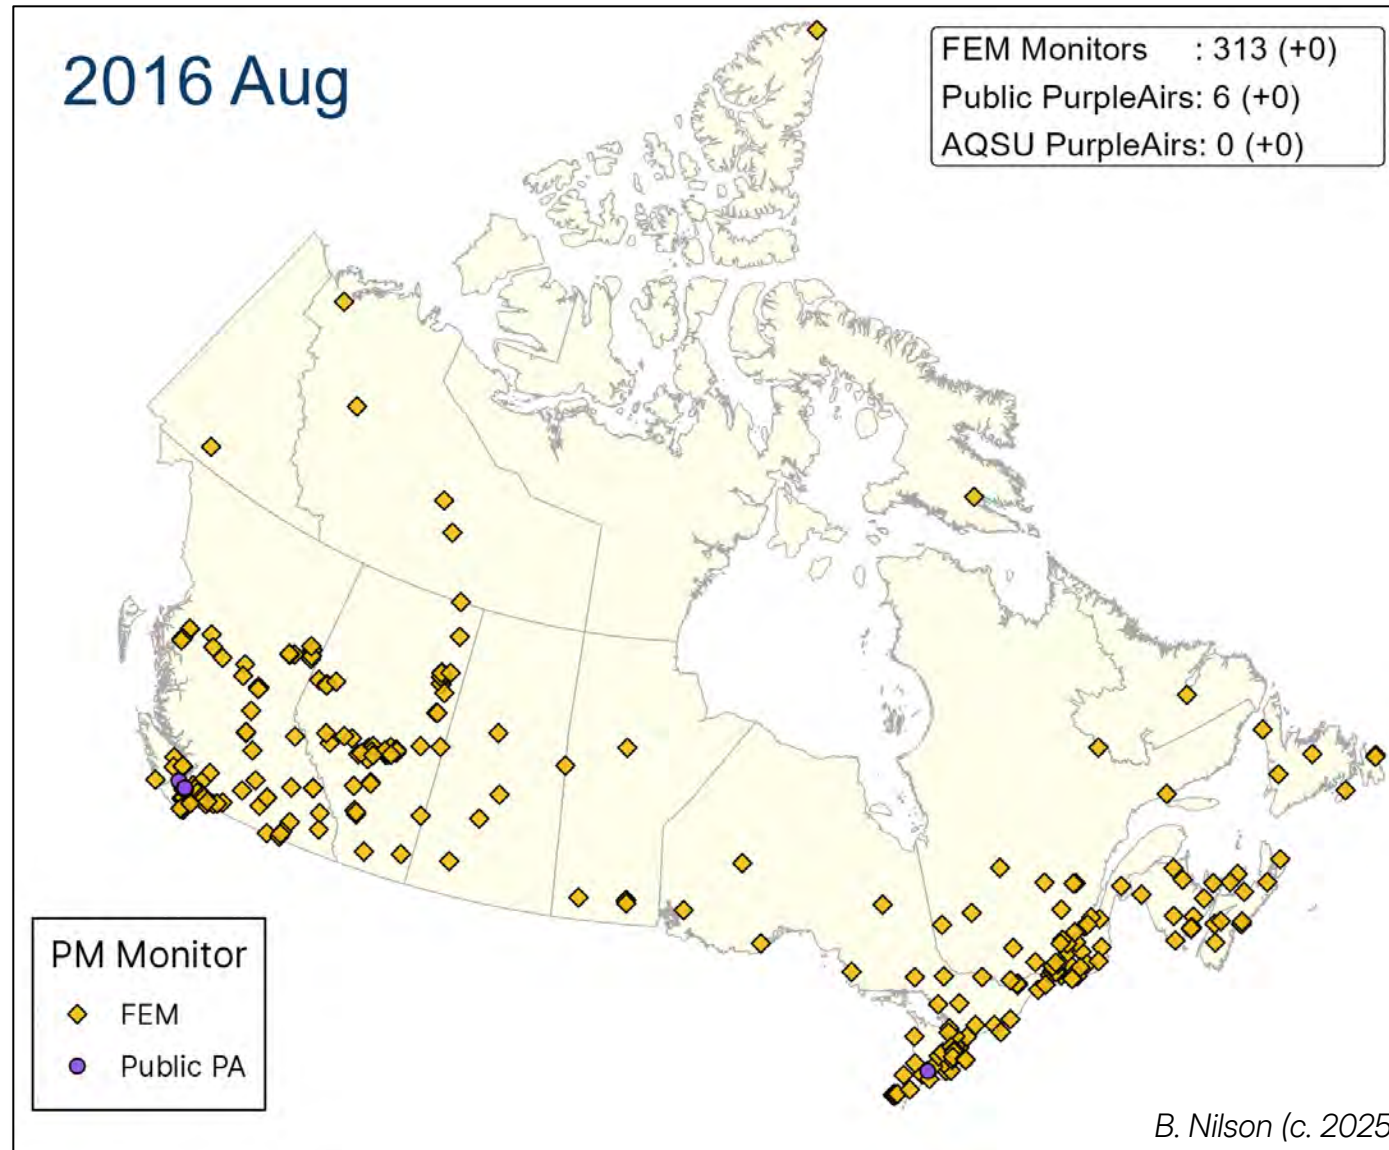 2016 Aug
FEM Monitors : 313 (+0)
Public PurpleAirs: 6 (+0)
AQSU PurpleAirs: 0 (+0)
PM Monitor
FEM
Public PA
B. Nilson (c. 2025